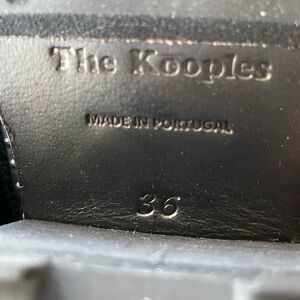 The Kooples
MADE IN PORTUGAL
36